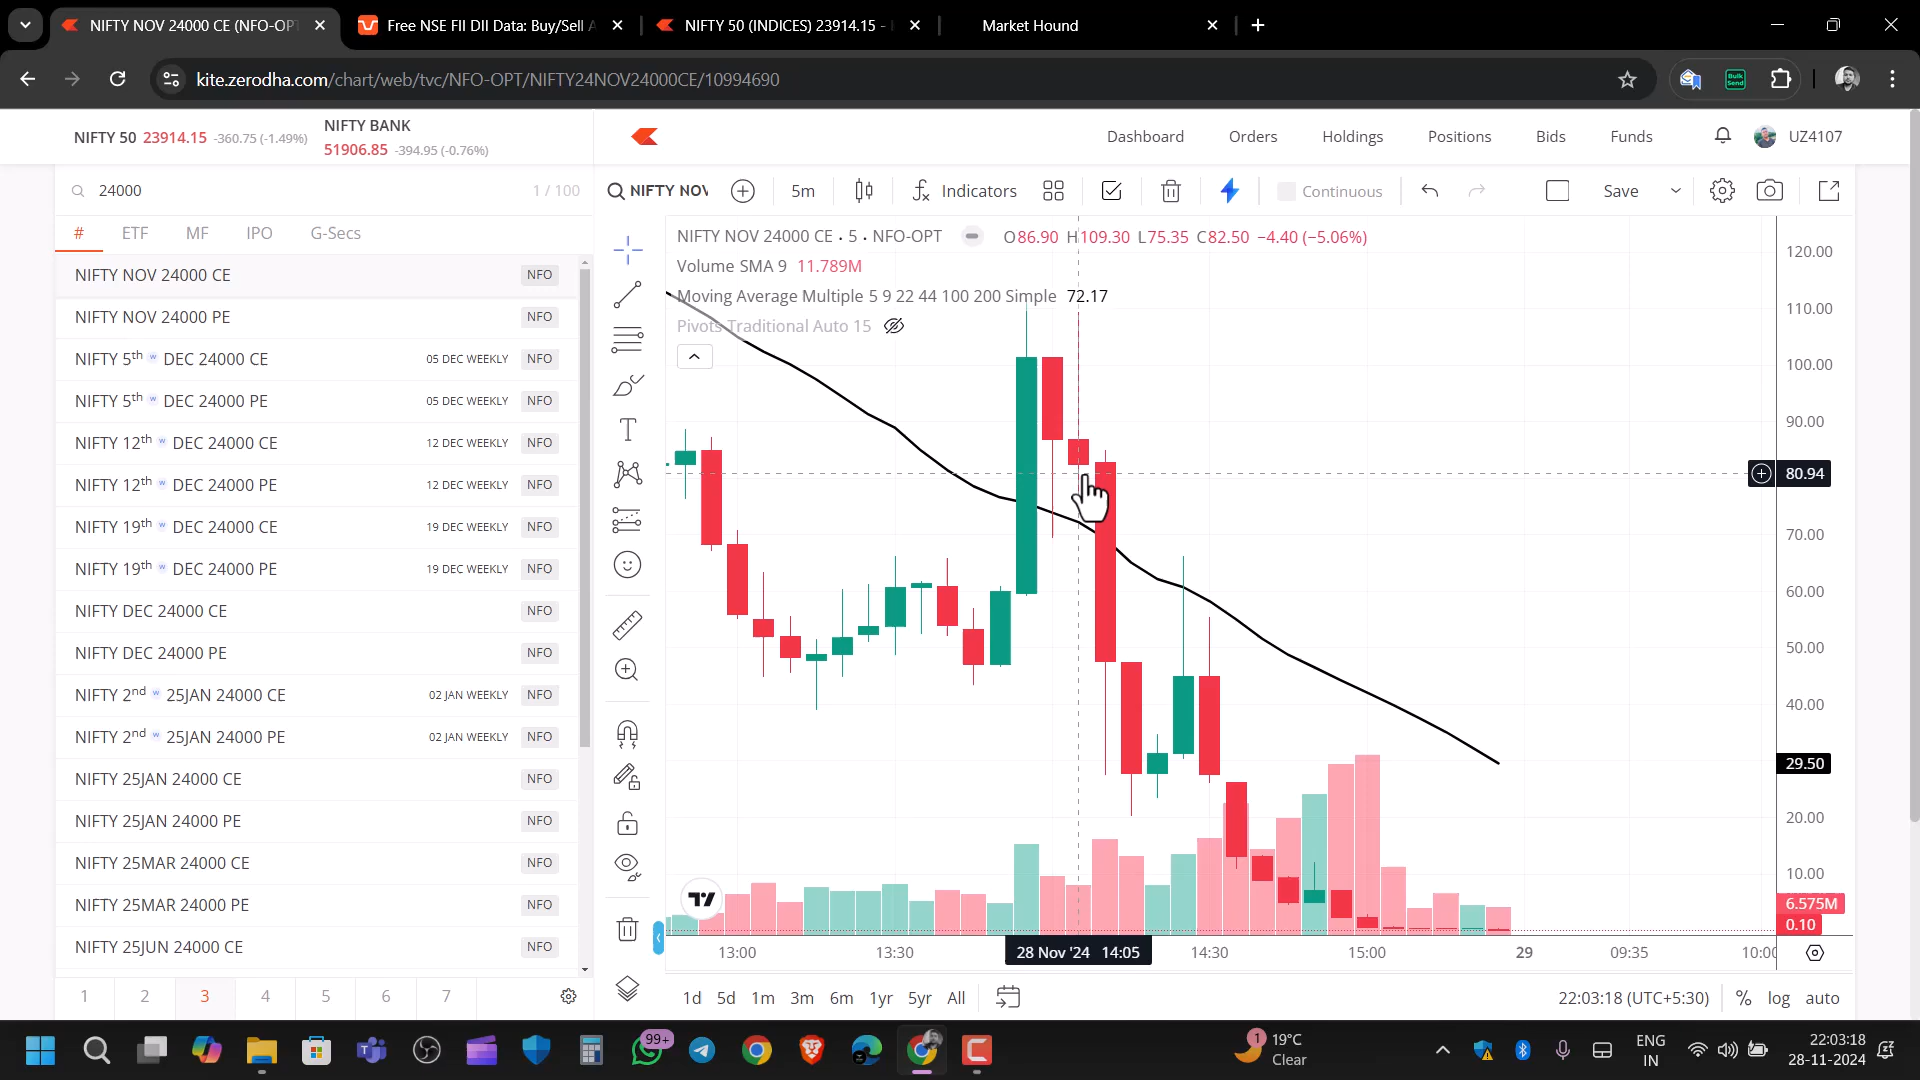 NIFTY NOV 24000 CE (NFO-OPT
Free NSE FII DII Data: Buy/Sell A
NIFTY 50 (INDICES) 23914.15 -
Market Hound
kite.zerodha.com/chart/web/tvc/NFO-OPT/NIFTY24NOV24000CE/10994690
Bulk
Send
NIFTY 50 23914.15 -360.75 (-1.49%)
NIFTY BANK
51906.85 -394.95 (-0.76%)
Dashboard
Orders
Holdings
Positions
Bids
Funds
UZ4107
24000
1 / 100
NIFTY NOV
5m
Indicators
Continuous
Save
# ETF MF IPO G-Secs
NIFTY NOV 24000 CE NFO
NIFTY NOV 24000 PE NFO
NIFTY 5th w DEC 24000 CE 05 DEC WEEKLY NFO
NIFTY 5th w DEC 24000 PE 05 DEC WEEKLY NFO
NIFTY 12th w DEC 24000 CE 12 DEC WEEKLY NFO
NIFTY 12th w DEC 24000 PE 12 DEC WEEKLY NFO
NIFTY 19th w DEC 24000 CE 19 DEC WEEKLY NFO
NIFTY 19th w DEC 24000 PE 19 DEC WEEKLY NFO
NIFTY DEC 24000 CE NFO
NIFTY DEC 24000 PE NFO
NIFTY 2nd w 25JAN 24000 CE 02 JAN WEEKLY NFO
NIFTY 2nd w 25JAN 24000 PE 02 JAN WEEKLY NFO
NIFTY 25JAN 24000 CE NFO
NIFTY 25JAN 24000 PE NFO
NIFTY 25MAR 24000 CE NFO
NIFTY 25MAR 24000 PE NFO
NIFTY 25JUN 24000 CE NFO
1 2 3 4 5 6 7
NIFTY NOV 24000 CE · 5 · NFO-OPT O86.90 H109.30 L75.35 C82.50 −4.40 (−5.06%)
Volume SMA 9 11.789M
Moving Average Multiple 5 9 22 44 100 200 Simple 72.17
Pivots Traditional Auto 15
120.00
110.00
100.00
90.00
80.94
70.00
60.00
50.00
40.00
29.50
20.00
10.00
6.575M
0.10
13:00 13:30 28 Nov '24 14:05 14:30 15:00 29 09:35 10:00
1d 5d 1m 3m 6m 1yr 5yr All
22:03:18 (UTC+5:30) % log auto
99+
1
19°C
Clear
ENG
IN
22:03:18
28-11-2024